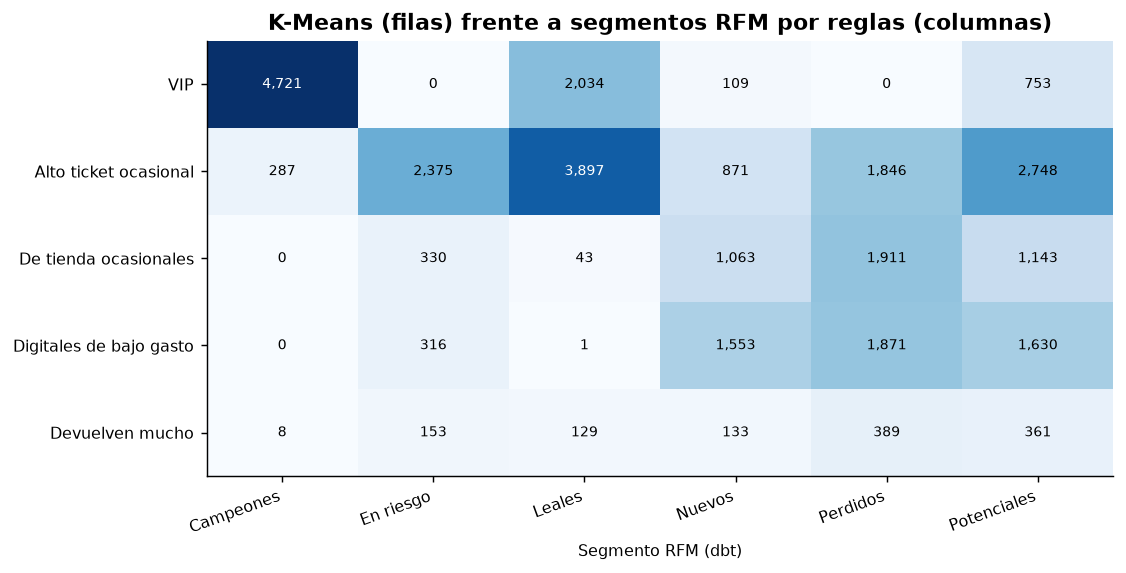 K-Means (filas) frente a segmentos RFM por reglas (columnas)
VIP 4,721 0 2,034 109 0 753
Alto ticket ocasional 287 2,375 3,897 871 1,846 2,748
De tienda ocasionales 0 330 43 1,063 1,911 1,143
Digitales de bajo gasto 0 316 1 1,553 1,871 1,630
Devuelven mucho 8 153 129 133 389 361
Campeones En riesgo Leales Nuevos Perdidos Potenciales
Segmento RFM (dbt)